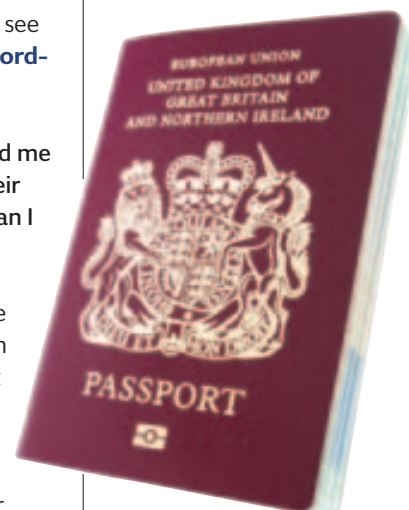 see
ord-
d me
eir
an I
e
n
EUROPEAN UNION
UNITED KINGDOM OF
GREAT BRITAIN
AND NORTHERN IRELAND
PASSPORT